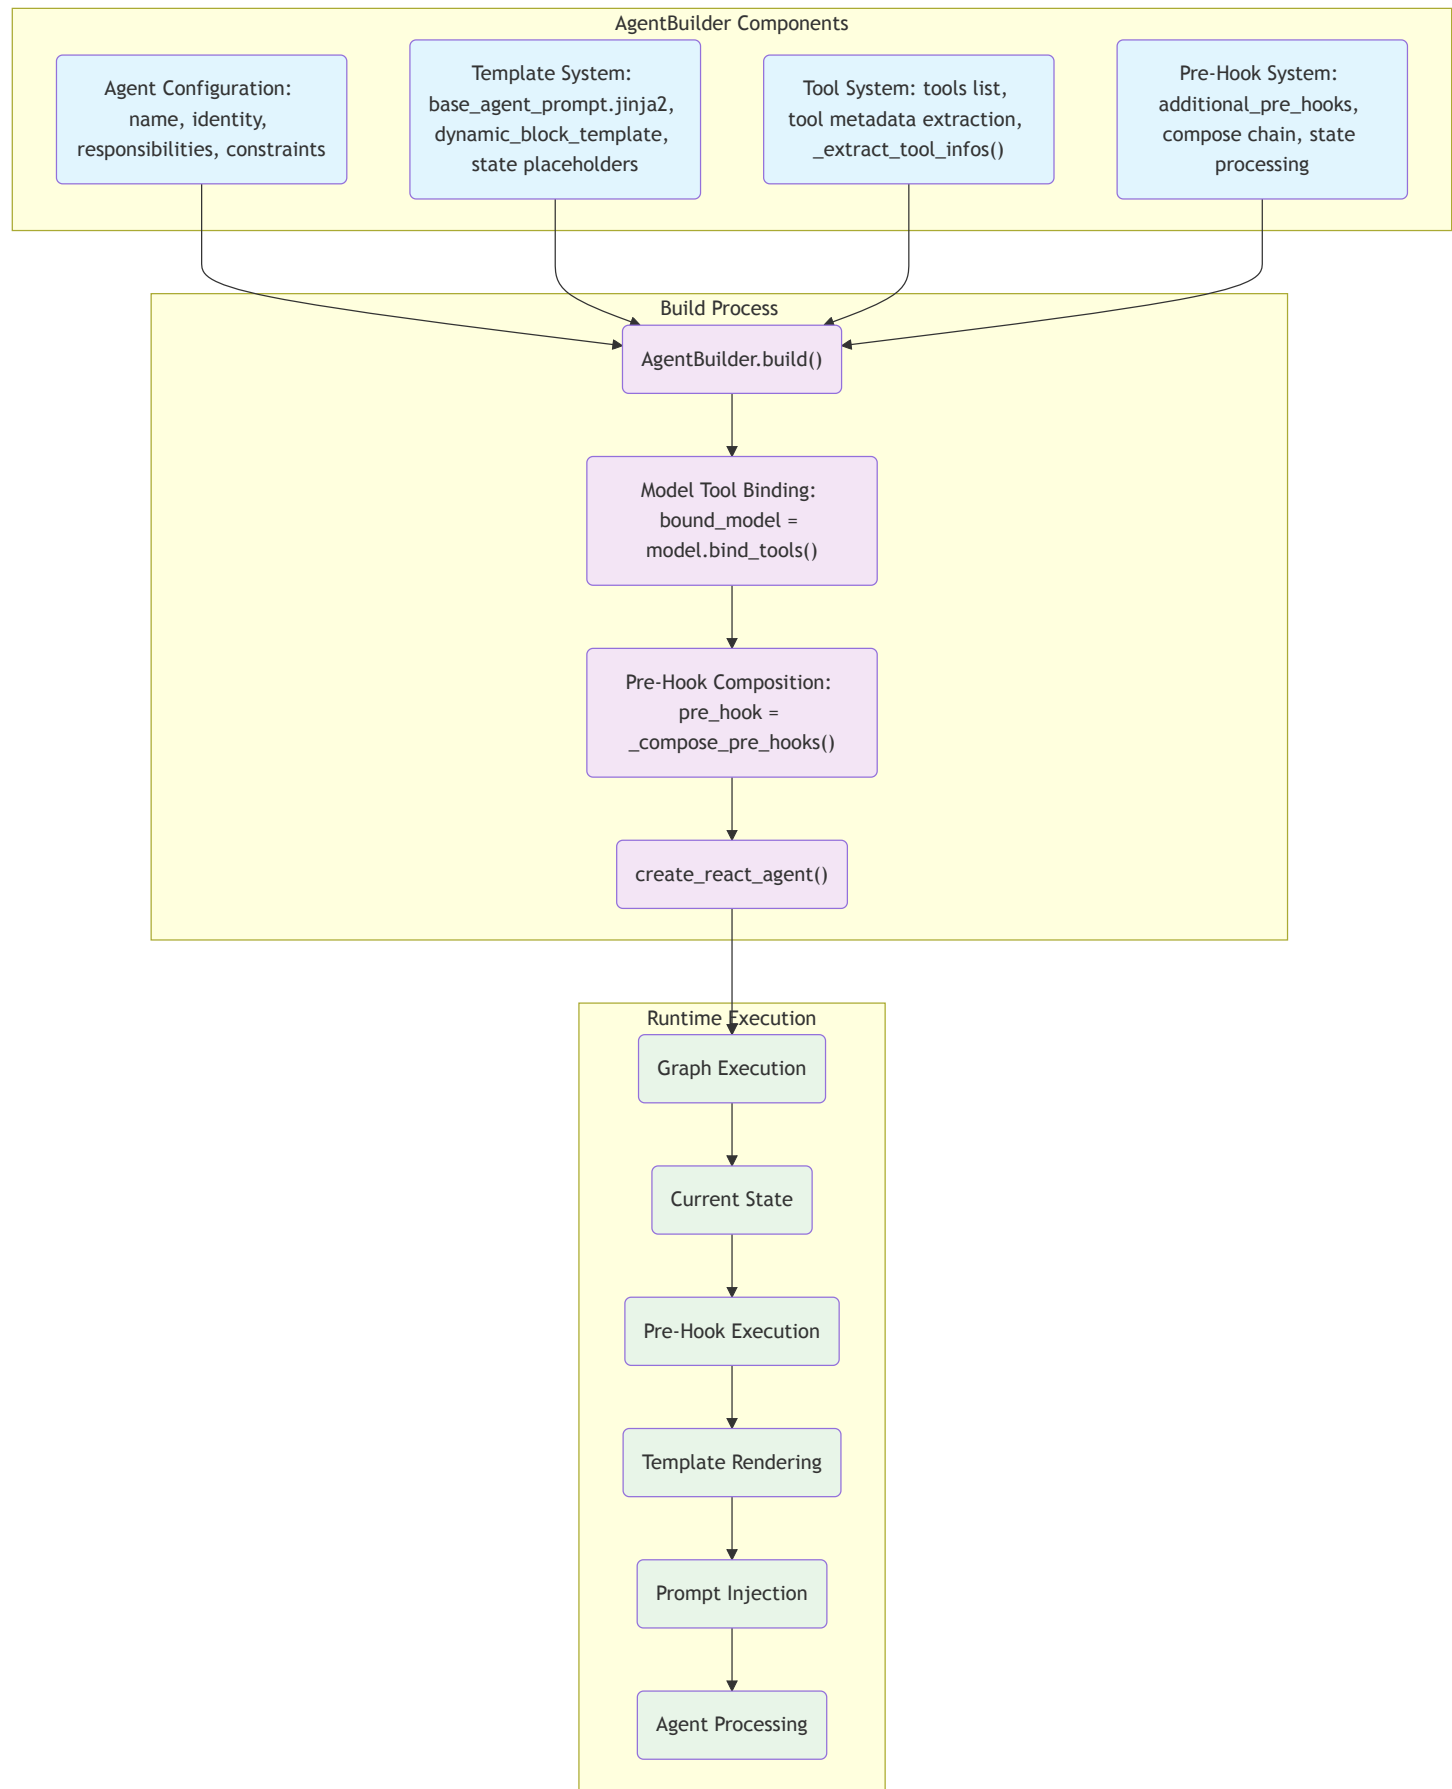 AgentBuilder Components
Agent Configuration:
name, identity,
responsibilities, constraints
Template System:
base_agent_prompt.jinja2,
dynamic_block_template,
state placeholders
Tool System: tools list,
tool metadata extraction,
_extract_tool_infos()
Pre-Hook System:
additional_pre_hooks,
compose chain, state
processing
Build Process
AgentBuilder.build()
Model Tool Binding:
bound_model =
model.bind_tools()
Pre-Hook Composition:
pre_hook =
_compose_pre_hooks()
create_react_agent()
Runtime Execution
Graph Execution
Current State
Pre-Hook Execution
Template Rendering
Prompt Injection
Agent Processing